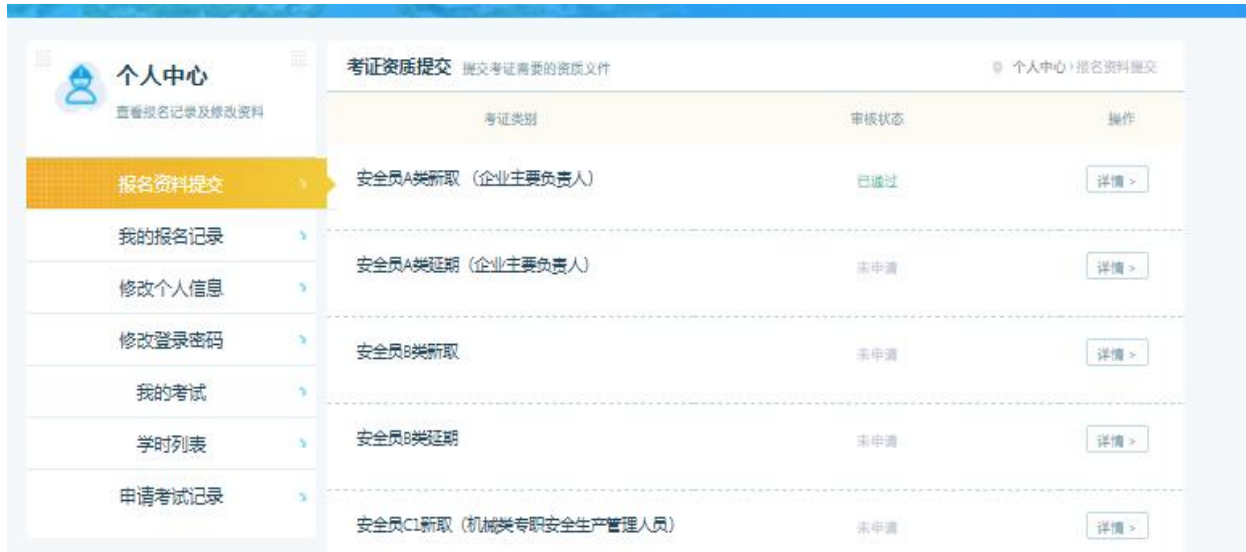 个人中心
查看报名记录及修改资料
报名资料提交
我的报名记录
修改个人信息
修改登录密码
我的考试
学时列表
申请考试记录
考证资质提交 提交考证需要的资质文件
个人中心›报名资料提交
考证类别 审核状态 操作
安全员A类新取 （企业主要负责人） 已通过 详情 >
安全员A类延期（企业主要负责人） 未申请 详情 >
安全员B类新取 未申请 详情 >
安全员B类延期 未申请 详情 >
安全员C1新取（机械类专职安全生产管理人员） 未申请 详情 >